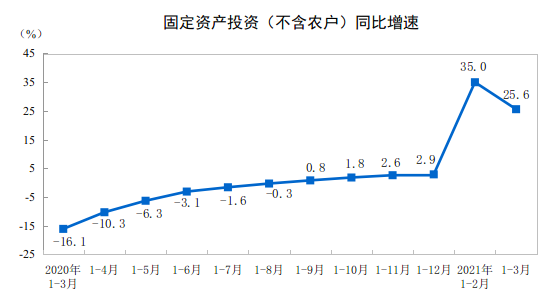 固定资产投资（不含农户）同比增速
（%）
45
35
25
15
5
-5
-15
-25
-16.1
-10.3
-6.3
-3.1
-1.6
-0.3
0.8
1.8
2.6
2.9
35.0
25.6
2020年
1-3月
1-4月
1-5月
1-6月
1-7月
1-8月
1-9月
1-10月
1-11月
1-12月
2021年
1-2月
1-3月